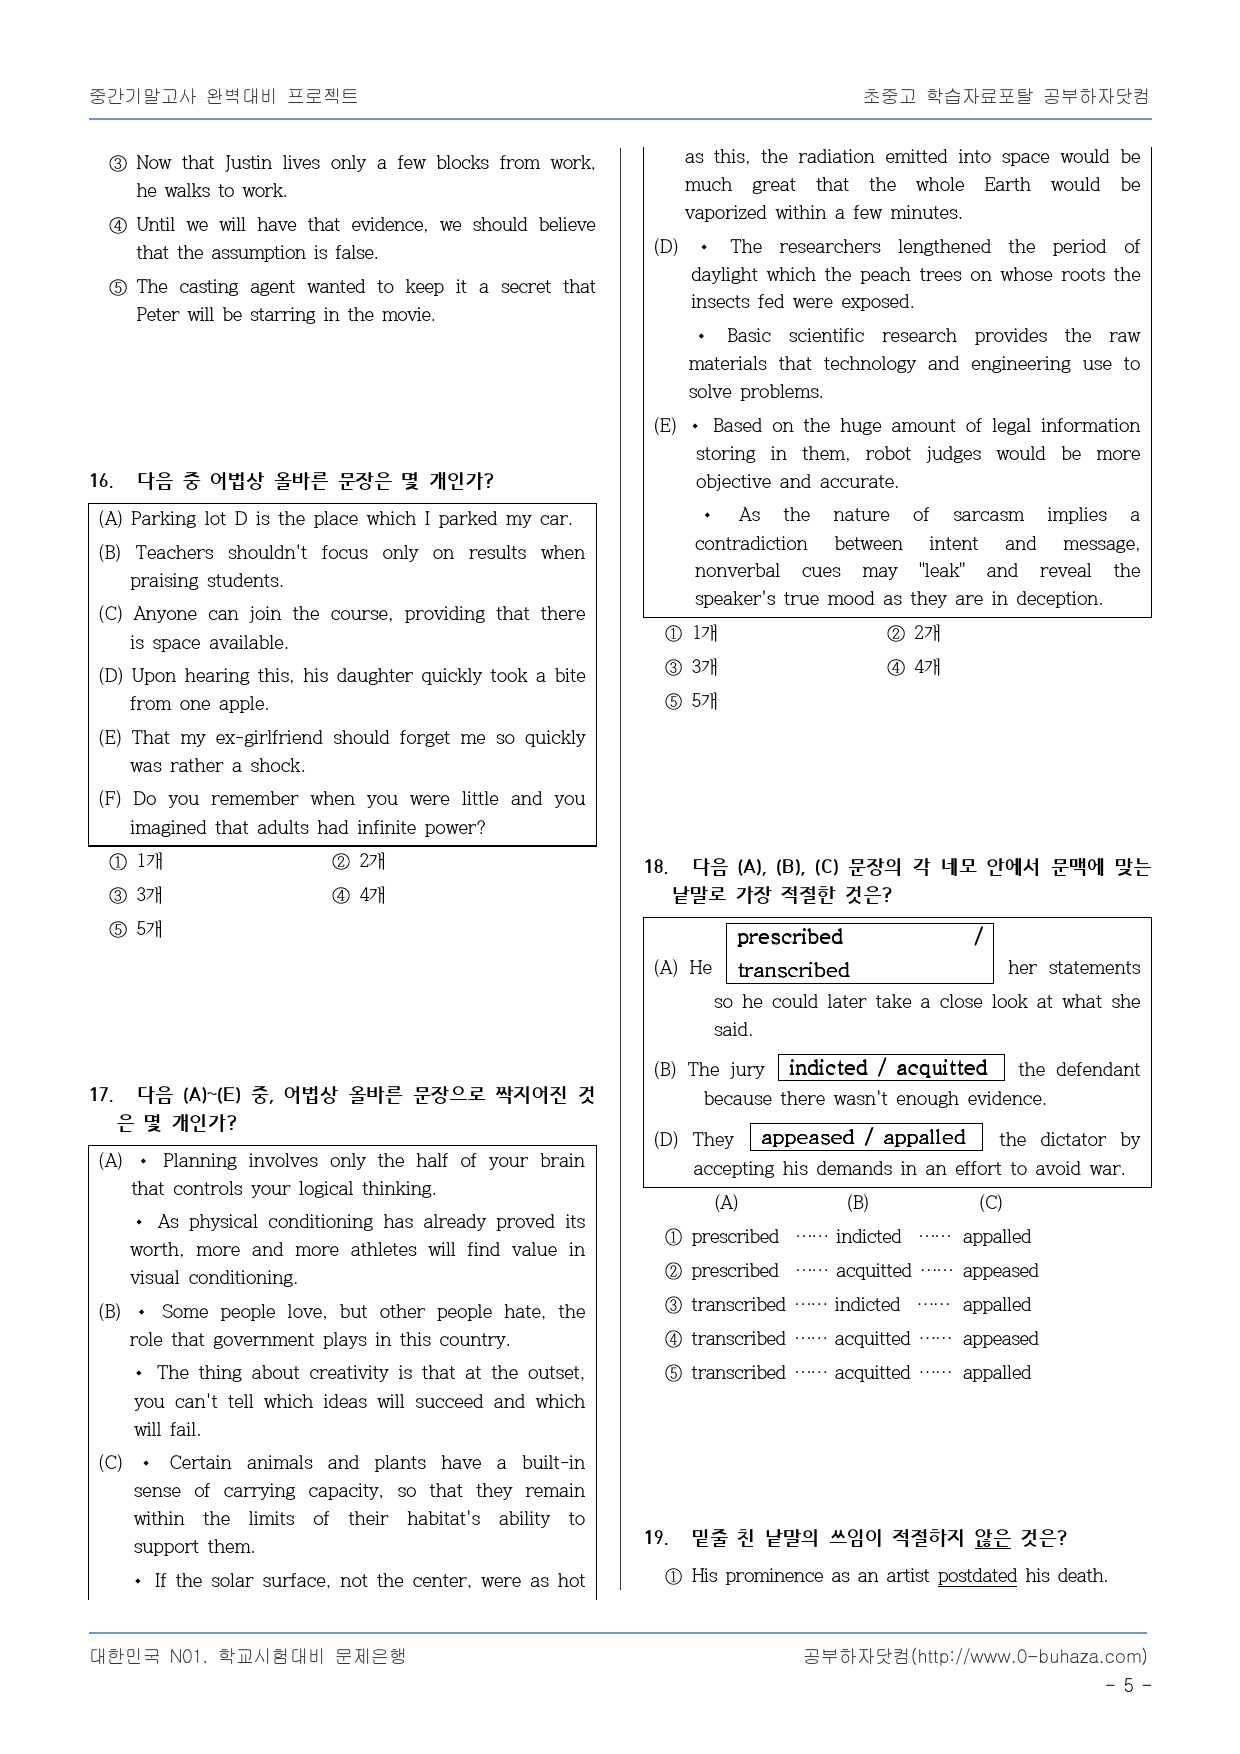 중간기말고사 완벽대비 프로젝트
초중고 학습자료포탈 공부하자닷컴
③ Now that Justin lives only a few blocks from work,
he walks to work.
④ Until we will have that evidence, we should believe
that the assumption is false.
⑤ The casting agent wanted to keep it a secret that
Peter will be starring in the movie.
16. 다음 중 어법상 올바른 문장은 몇 개인가?
(A) Parking lot D is the place which I parked my car.
(B) Teachers shouldn't focus only on results when
praising students.
(C) Anyone can join the course, providing that there
is space available.
(D) Upon hearing this, his daughter quickly took a bite
from one apple.
(E) That my ex-girlfriend should forget me so quickly
was rather a shock.
(F) Do you remember when you were little and you
imagined that adults had infinite power?
① 1개 ② 2개
③ 3개 ④ 4개
⑤ 5개
17. 다음 (A)~(E) 중, 어법상 올바른 문장으로 짝지어진 것
은 몇 개인가?
(A) • Planning involves only the half of your brain
that controls your logical thinking.
• As physical conditioning has already proved its
worth, more and more athletes will find value in
visual conditioning.
(B) • Some people love, but other people hate, the
role that government plays in this country.
• The thing about creativity is that at the outset,
you can't tell which ideas will succeed and which
will fail.
(C) • Certain animals and plants have a built-in
sense of carrying capacity, so that they remain
within the limits of their habitat's ability to
support them.
• If the solar surface, not the center, were as hot
as this, the radiation emitted into space would be
much great that the whole Earth would be
vaporized within a few minutes.
(D) • The researchers lengthened the period of
daylight which the peach trees on whose roots the
insects fed were exposed.
• Basic scientific research provides the raw
materials that technology and engineering use to
solve problems.
(E) • Based on the huge amount of legal information
storing in them, robot judges would be more
objective and accurate.
• As the nature of sarcasm implies a
contradiction between intent and message,
nonverbal cues may "leak" and reveal the
speaker's true mood as they are in deception.
① 1개 ② 2개
③ 3개 ④ 4개
⑤ 5개
18. 다음 (A), (B), (C) 문장의 각 네모 안에서 문맥에 맞는
낱말로 가장 적절한 것은?
prescribed /
(A) He transcribed her statements
so he could later take a close look at what she
said.
(B) The jury indicted / acquitted the defendant
because there wasn't enough evidence.
(D) They appeased / appalled the dictator by
accepting his demands in an effort to avoid war.
(A) (B) (C)
① prescribed …… indicted …… appalled
② prescribed …… acquitted …… appeased
③ transcribed …… indicted …… appalled
④ transcribed …… acquitted …… appeased
⑤ transcribed …… acquitted …… appalled
19. 밑줄 친 낱말의 쓰임이 적절하지 않은 것은?
① His prominence as an artist postdated his death.
대한민국 N01. 학교시험대비 문제은행
공부하자닷컴(http://www.0-buhaza.com)
- 5 -